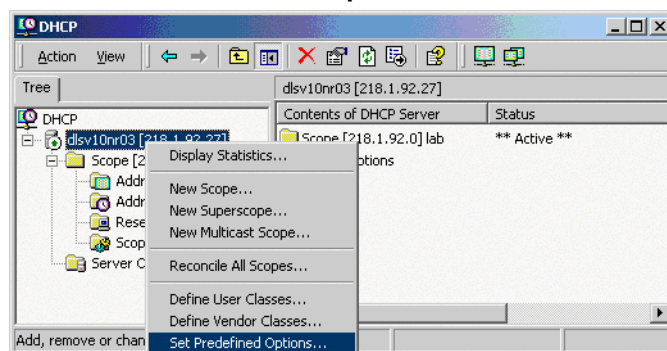 DHCP
Action View
Tree
dlsv10nr03 [218.1.92.27]
DHCP
Contents of DHCP Server Status
dlsv10nr03 [218.1.92.27]
Scope [218.1.92.0] lab ** Active **
Scope [2
Addr
Addr
Rese
Scop
Server O
Display Statistics...
New Scope...
New Superscope...
New Multicast Scope...
Reconcile All Scopes...
Define User Classes...
Define Vendor Classes...
Set Predefined Options...
Add, remove or chan